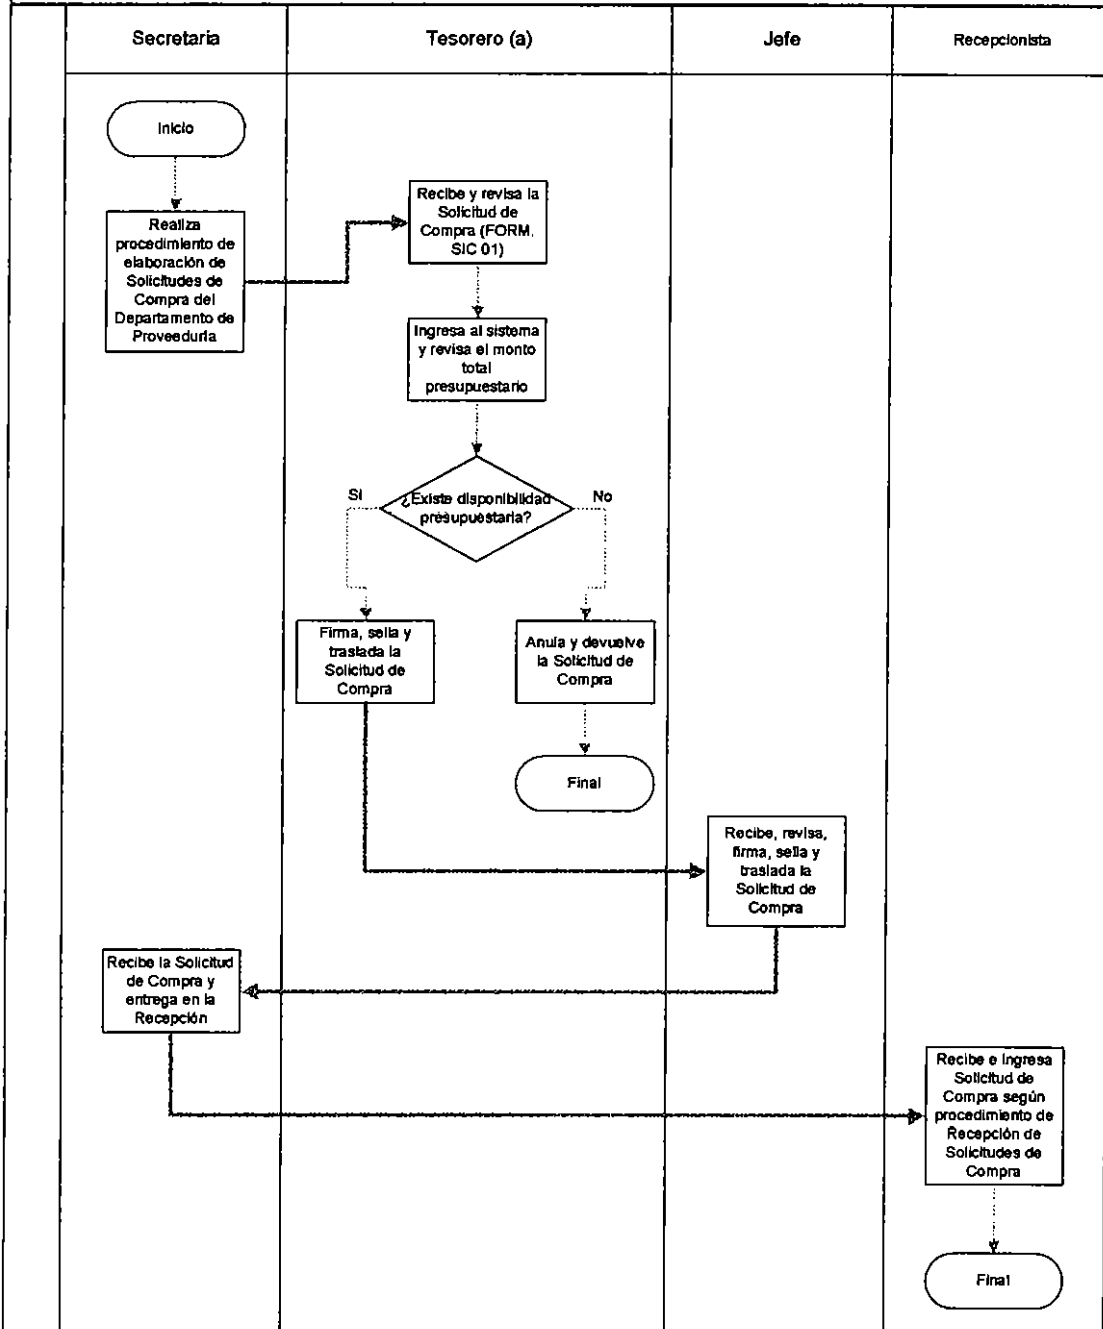 Secretaria
Tesorero (a)
Jefe
Recepcionista
Inicio
Realiza
procedimiento de
elaboración de
Solicitudes de
Compra del
Departamento de
Proveeduría
Recibe y revisa la
Solicitud de
Compra (FORM.
SIC 01)
Ingresa al sistema
y revisa el monto
total
presupuestario
¿Existe disponibilidad
presupuestaria?
Si
No
Firma, sella y
traslada la
Solicitud de
Compra
Anula y devuelve
la Solicitud de
Compra
Final
Recibe, revisa,
firma, sella y
traslada la
Solicitud de
Compra
Recibe la Solicitud
de Compra y
entrega en la
Recepción
Recibe e Ingresa
Solicitud de
Compra según
procedimiento de
Recepción de
Solicitudes de
Compra
Final